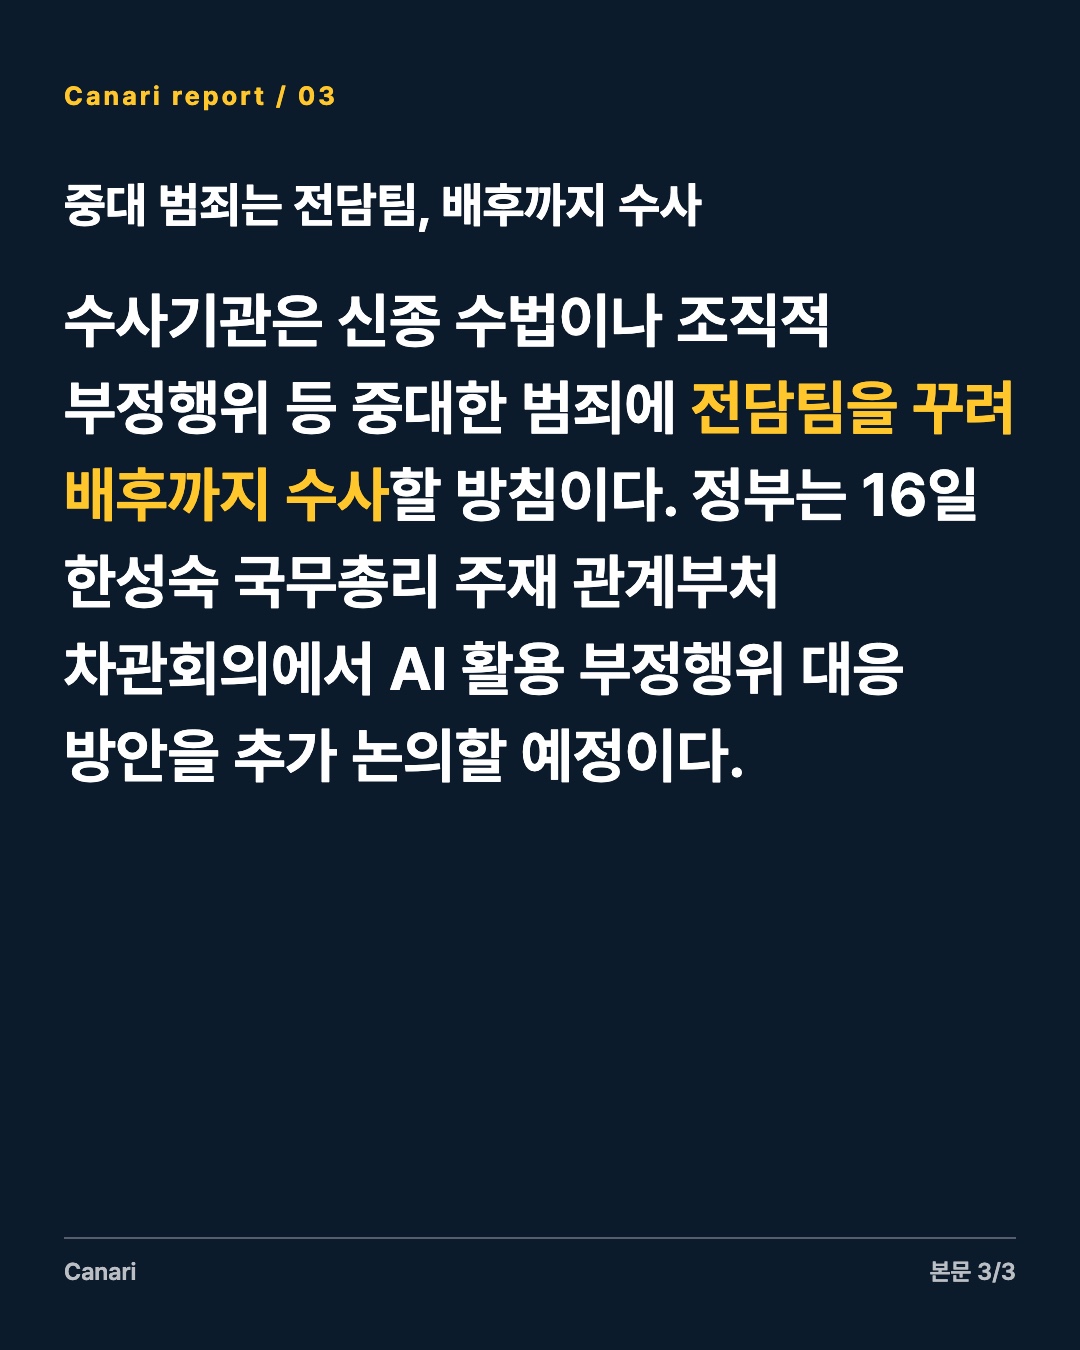 Canari report / 03
중대 범죄는 전담팀, 배후까지 수사
수사기관은 신종 수법이나 조직적
부정행위 등 중대한 범죄에 전담팀을 꾸려
배후까지 수사할 방침이다. 정부는 16일
한성숙 국무총리 주재 관계부처
차관회의에서 AI 활용 부정행위 대응
방안을 추가 논의할 예정이다.
Canari
본문 3/3